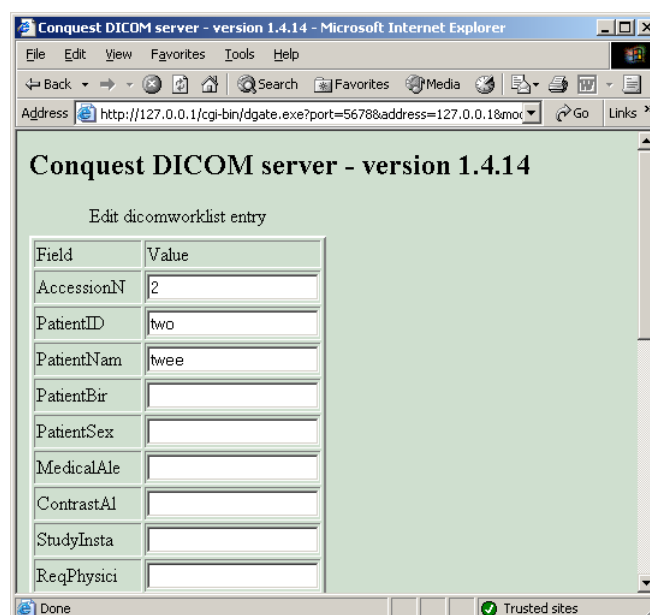 Conquest DICOM server - version 1.4.14 - Microsoft Internet Explorer
File Edit View Favorites Tools Help
Back Search Favorites Media
Address http://127.0.0.1/cgi-bin/dgate.exe?port=5678&address=127.0.0.1&mod Go Links »
Conquest DICOM server - version 1.4.14
Edit dicomworklist entry
Field Value
AccessionN 2
PatientID two
PatientNam twee
PatientBir
PatientSex
MedicalAle
ContrastAl
StudyInsta
ReqPhysici
Done Trusted sites